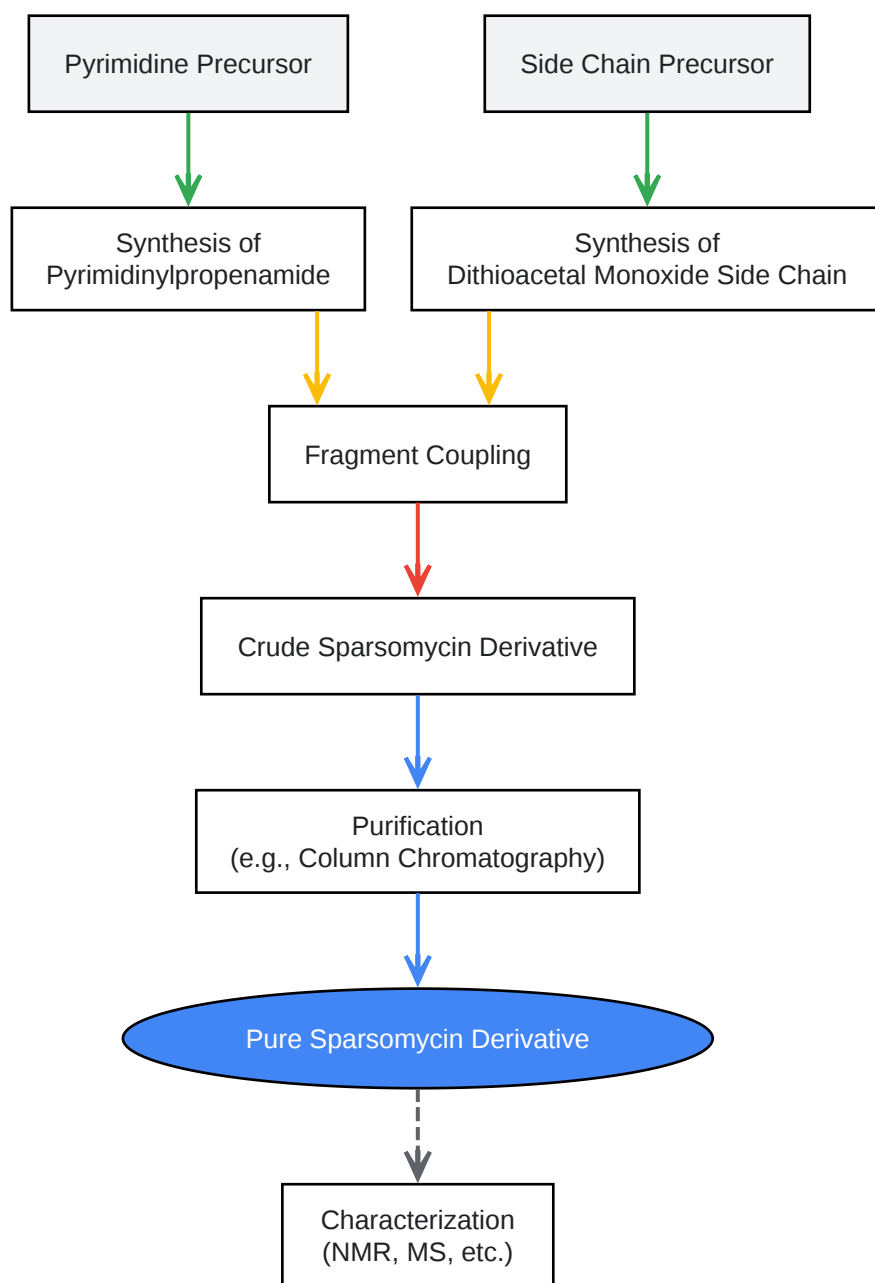 Pyrimidine Precursor
Side Chain Precursor
Synthesis of
Pyrimidinylpropenamide
Synthesis of
Dithioacetal Monoxide Side Chain
Fragment Coupling
Crude Sparsomycin Derivative
Purification
(e.g., Column Chromatography)
Pure Sparsomycin Derivative
Characterization
(NMR, MS, etc.)